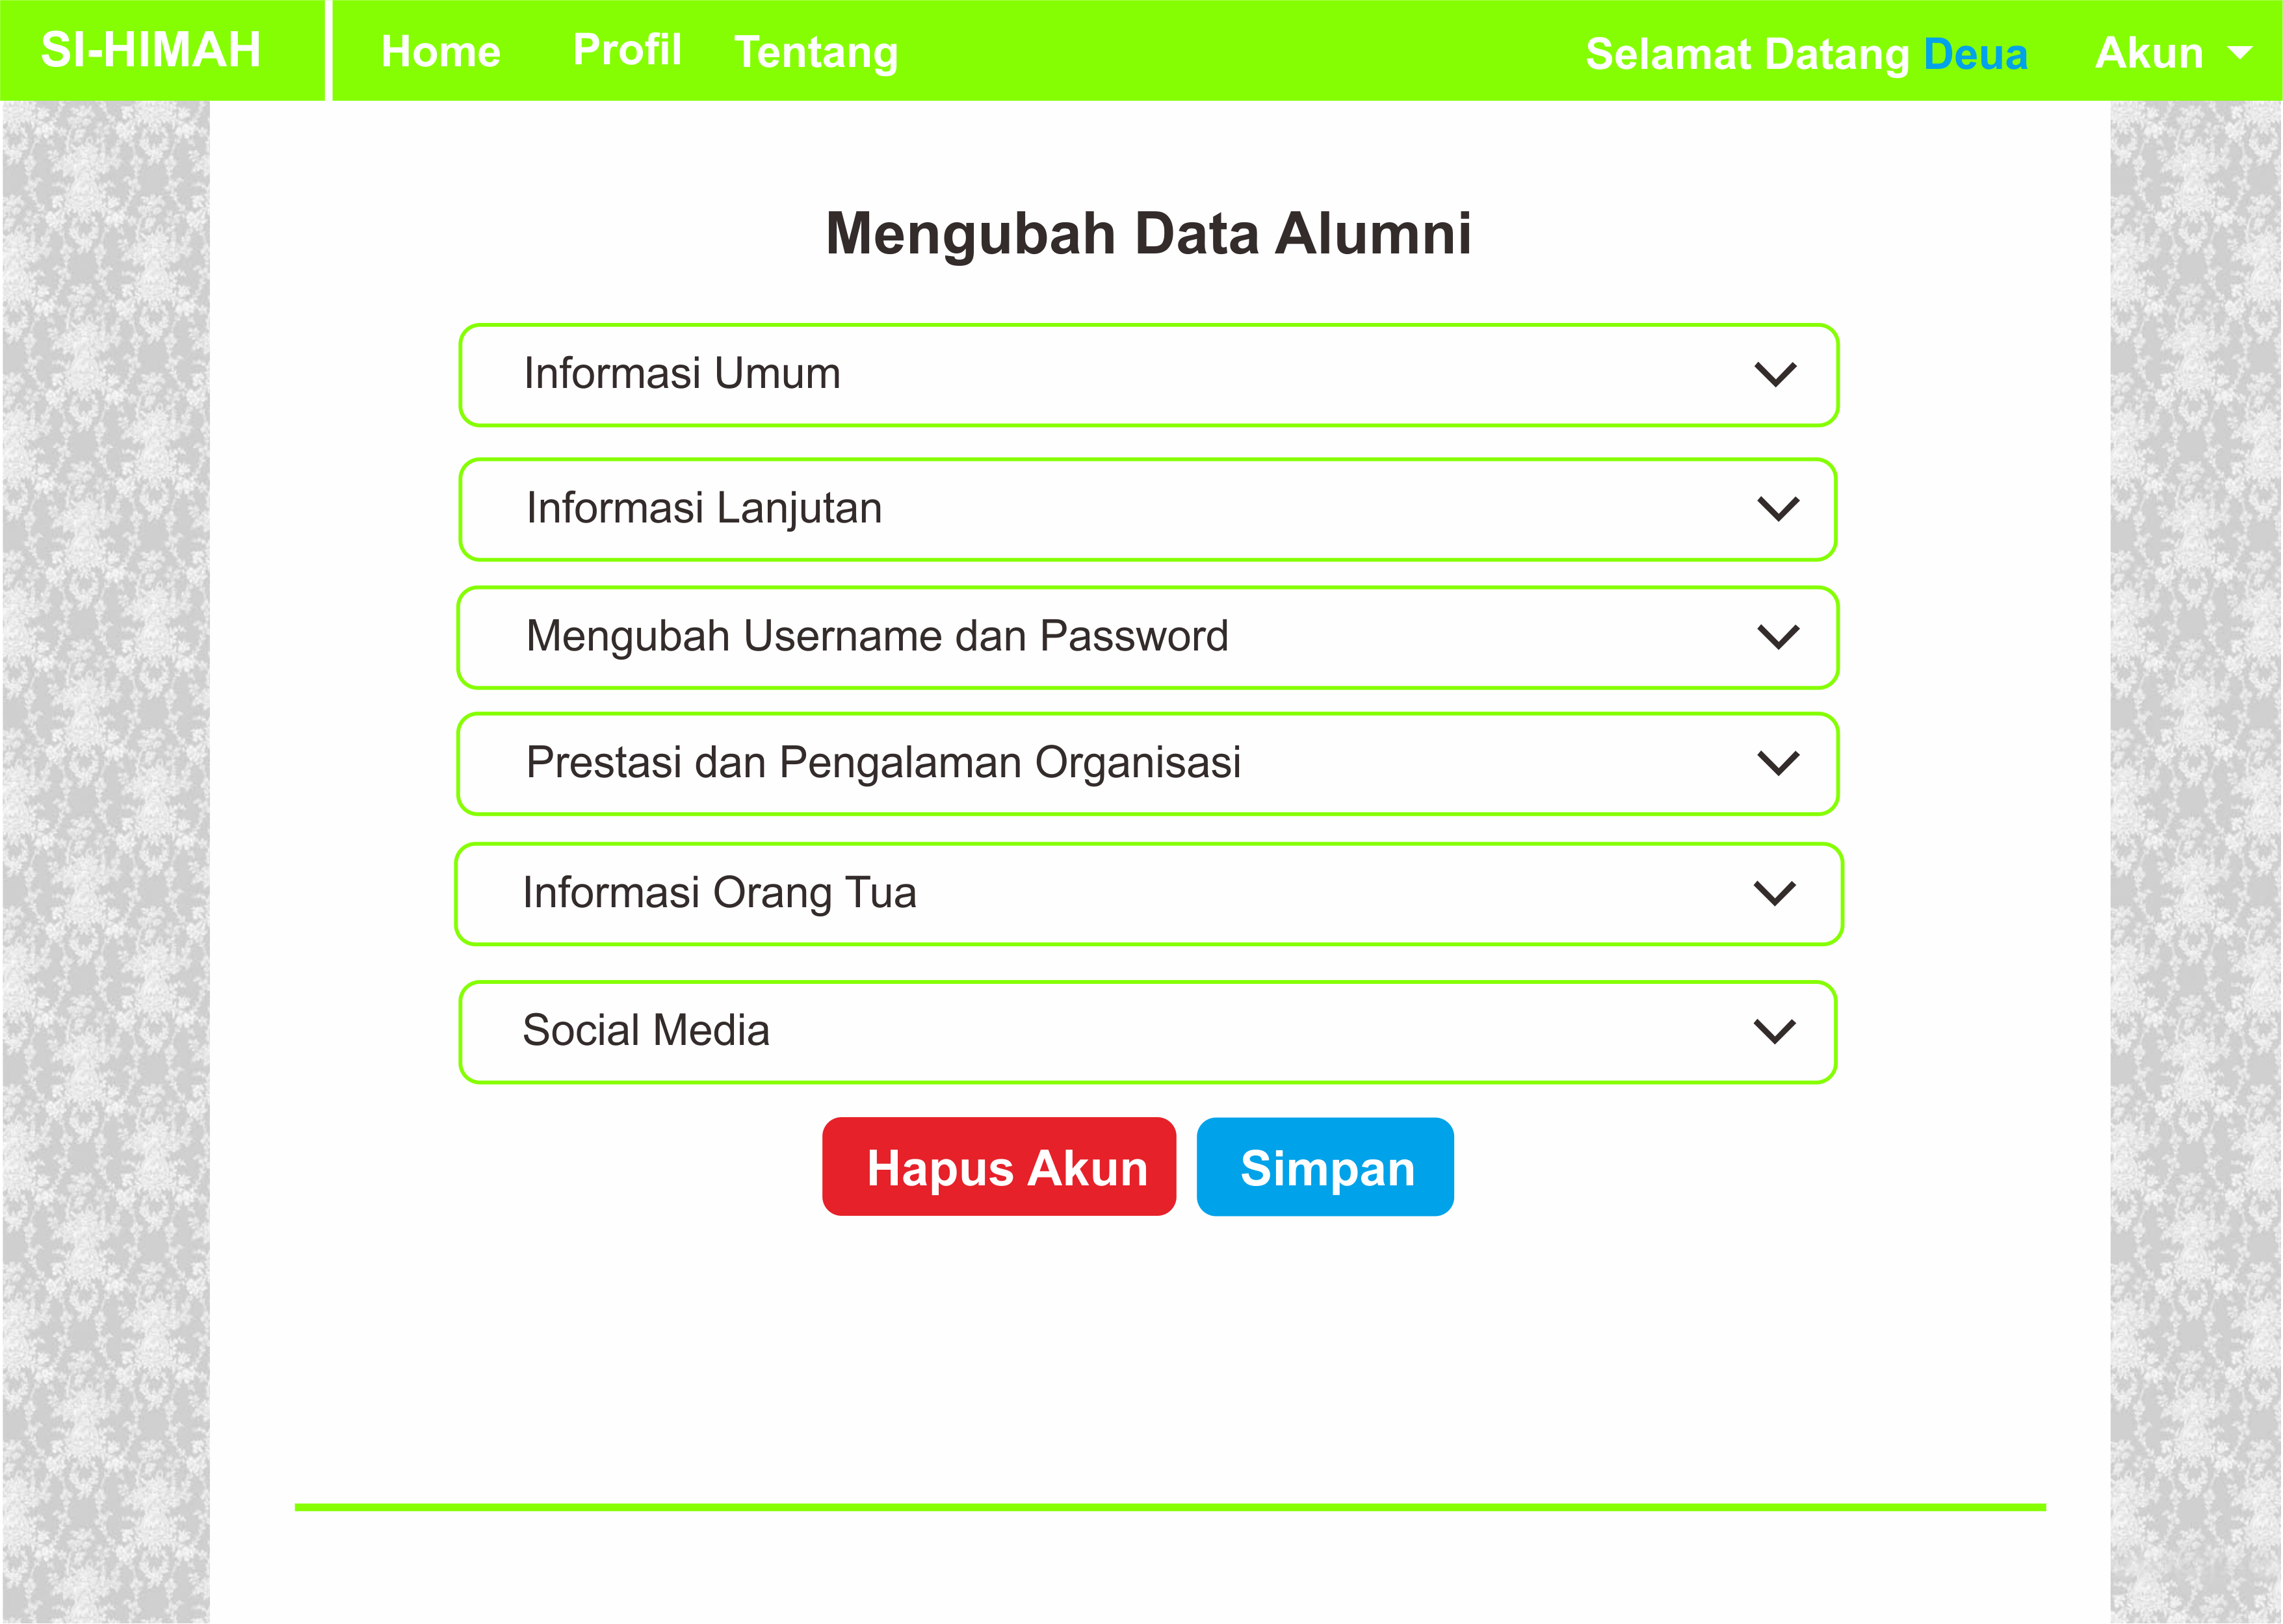 SI-HIMAH Home Profil Tentang Selamat Datang Deua Akun
Mengubah Data Alumni
Informasi Umum
Informasi Lanjutan
Mengubah Username dan Password
Prestasi dan Pengalaman Organisasi
Informasi Orang Tua
Social Media
Hapus Akun Simpan